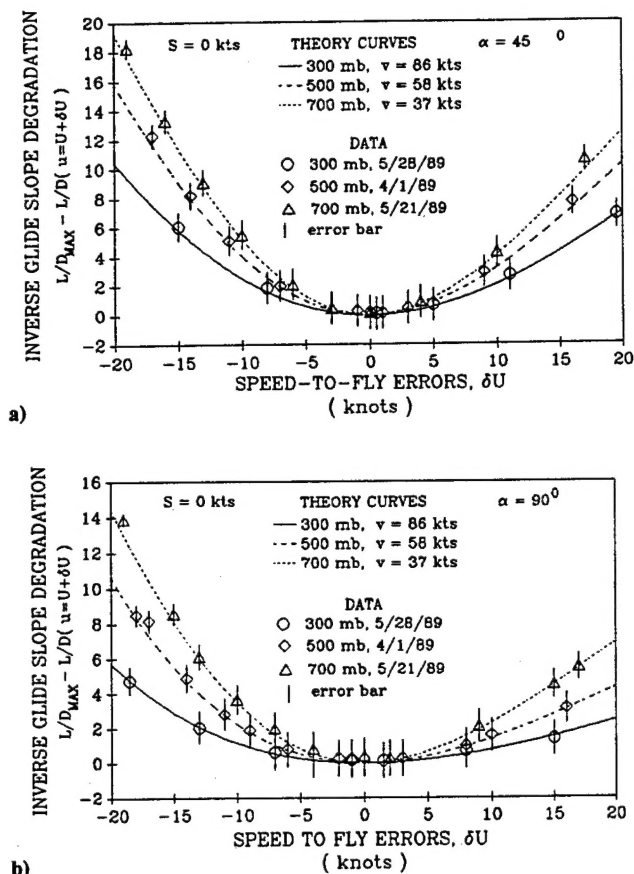 S = 0 kts THEORY CURVES α = 45 0
300 mb, v = 86 kts
500 mb, v = 58 kts
700 mb, v = 37 kts
DATA
300 mb, 5/28/89
500 mb, 4/1/89
700 mb, 5/21/89
error bar
INVERSE GLIDE SLOPE DEGRADATION
L/D MAX − L/D( u=U+δU )
20
18
16
14
12
10
8
6
4
2
0
−2
−20 −15 −10 −5 0 5 10 15 20
SPEED-TO-FLY ERRORS, δU
( knots )
a)
S = 0 kts THEORY CURVES α = 90 0
300 mb, v = 86 kts
500 mb, v = 58 kts
700 mb, v = 37 kts
DATA
300 mb, 5/28/89
500 mb, 4/1/89
700 mb, 5/21/89
error bar
INVERSE GLIDE SLOPE DEGRADATION
L/D MAX − L/D( u=U+δU )
16
14
12
10
8
6
4
2
0
−2
−20 −15 −10 −5 0 5 10 15 20
SPEED TO FLY ERRORS, δU
( knots )
b)